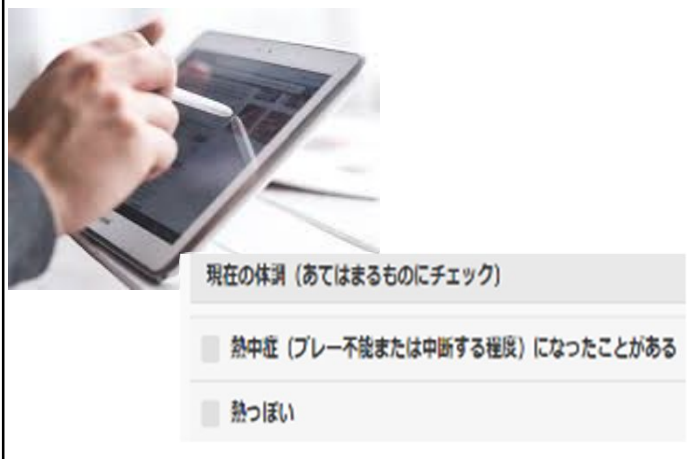 現在の体調（あてはまるものにチェック）
熱中症（プレー不能または中断する程度）になったことがある
熱っぽい